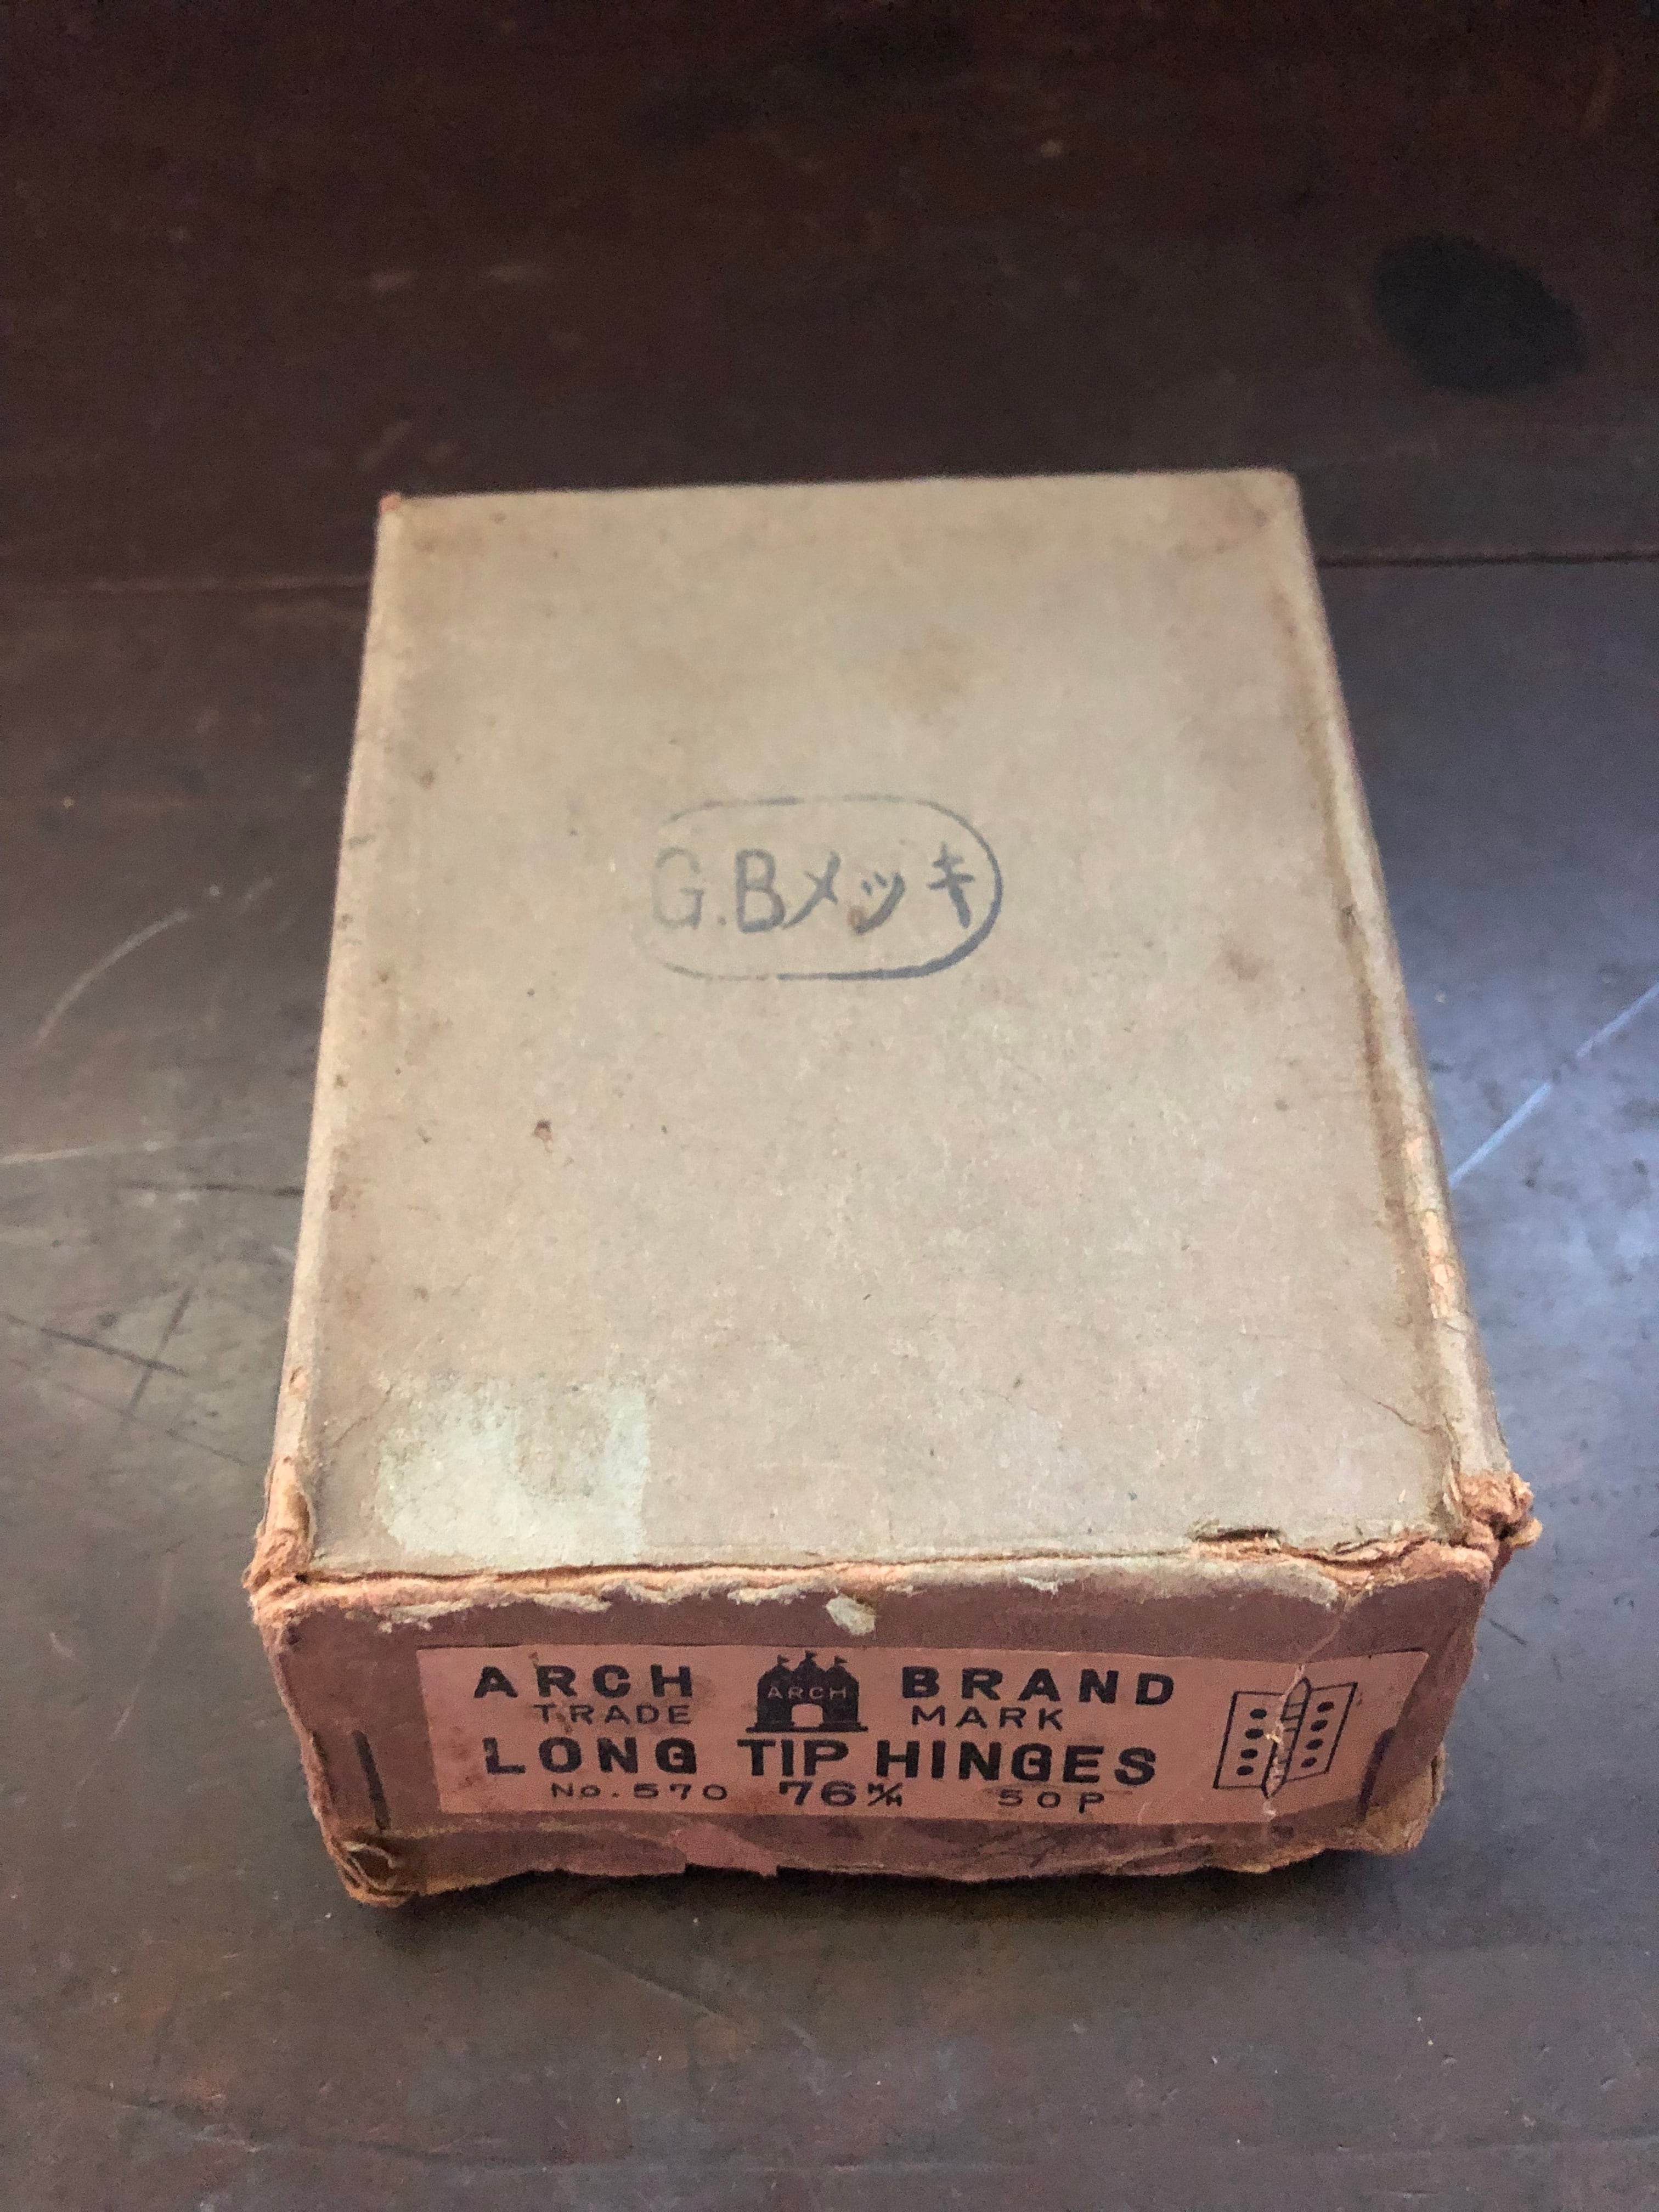 G.Bメッキ
ARCH ARCH BRAND
TRADE MARK
LONG TIP HINGES
No.570 76 M/M 50P